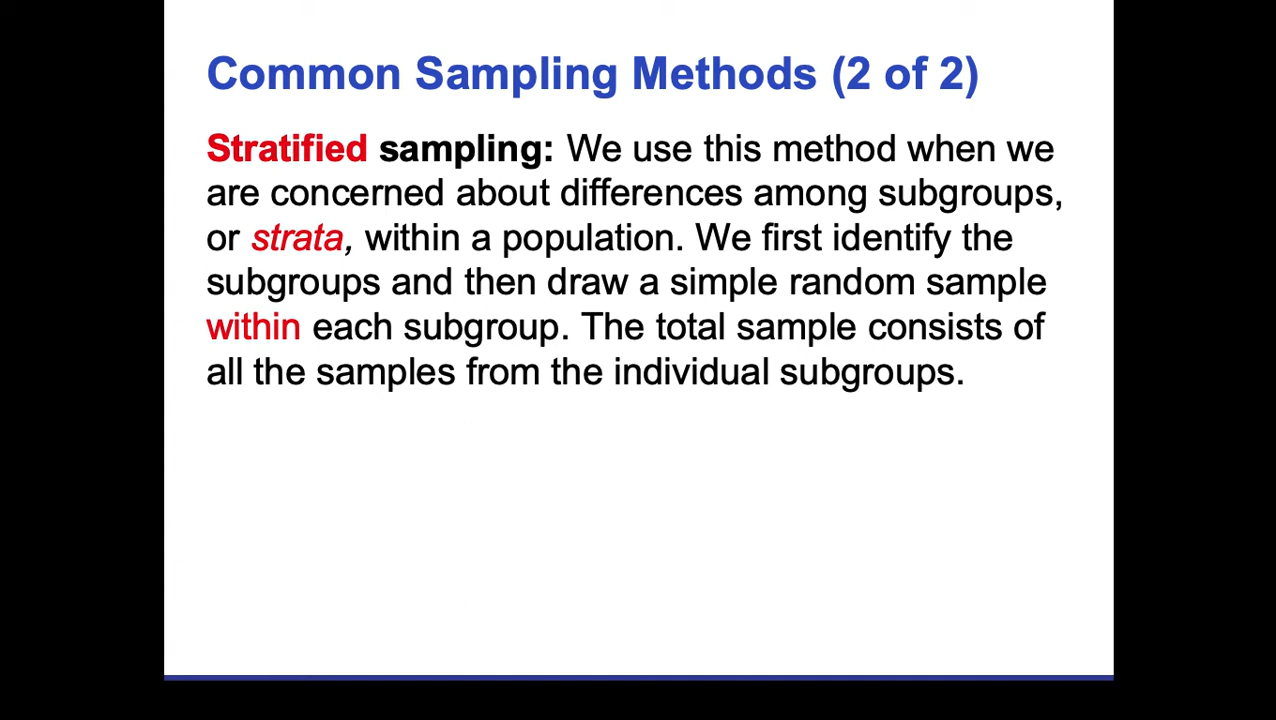 Common Sampling Methods (2 of 2)
Stratified sampling: We use this method when we
are concerned about differences among subgroups,
or strata, within a population. We first identify the
subgroups and then draw a simple random sample
within each subgroup. The total sample consists of
all the samples from the individual subgroups.